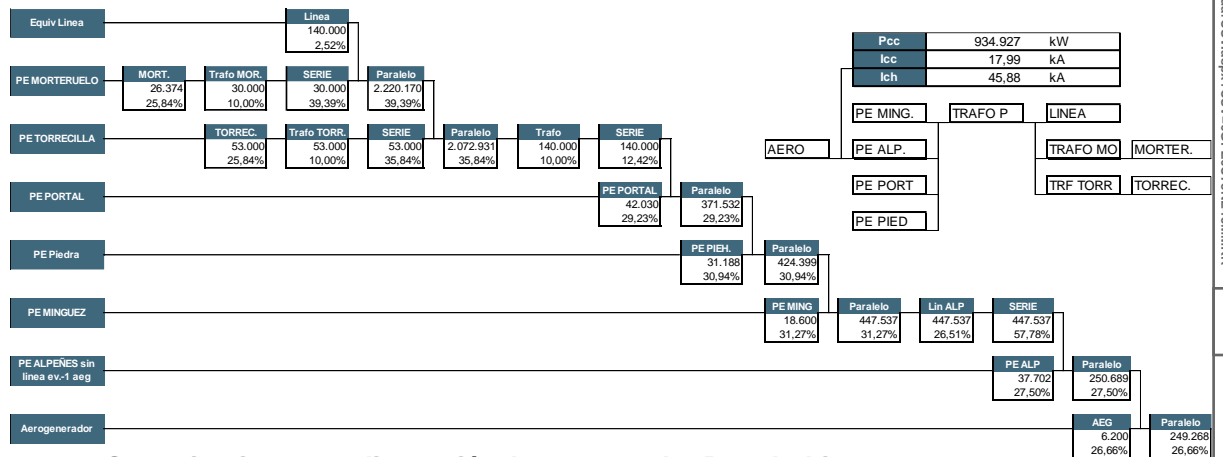 Equiv Linea
Linea
140.000
2,52%
Pcc 934.927 kW
Icc 17,99 kA
Ich 45,88 kA
PE MORTERUELO
MORT. Trafo MOR. SERIE Paralelo
26.374 30.000 30.000 2.220.170
25,84% 10,00% 39,39% 39,39%
PE MING. TRAFO P LINEA
PE TORRECILLA
TORREC. Trafo TORR. SERIE Paralelo Trafo SERIE
53.000 53.000 53.000 2.072.931 140.000 140.000
25,84% 10,00% 35,84% 35,84% 10,00% 12,42%
AERO PE ALP. TRAFO MO MORTER.
PE PORT TRF TORR TORREC.
PE PIED
PE PORTAL
PE PORTAL Paralelo
42.030 371.532
29,23% 29,23%
PE Piedra
PE PIEH. Paralelo
31.188 424.399
30,94% 30,94%
PE MINGUEZ
PE MING Paralelo Lin ALP SERIE
18.600 447.537 447.537 447.537
31,27% 31,27% 26,51% 57,78%
PE ALPEÑES sin
linea ev.-1 aeg
PE ALP Paralelo
37.702 250.689
27,50% 27,50%
Aerogenerador
AEG Paralelo
6.200 249.268
26,66% 26,66%